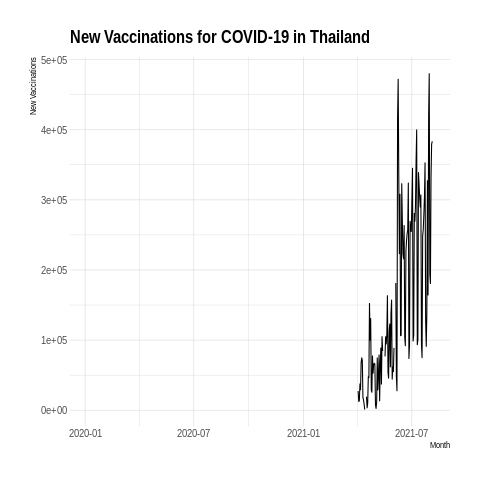 New Vaccinations for COVID-19 in Thailand
New Vaccinations
5e+05
4e+05
3e+05
2e+05
1e+05
0e+00
2020-01 2020-07 2021-01 2021-07
Month